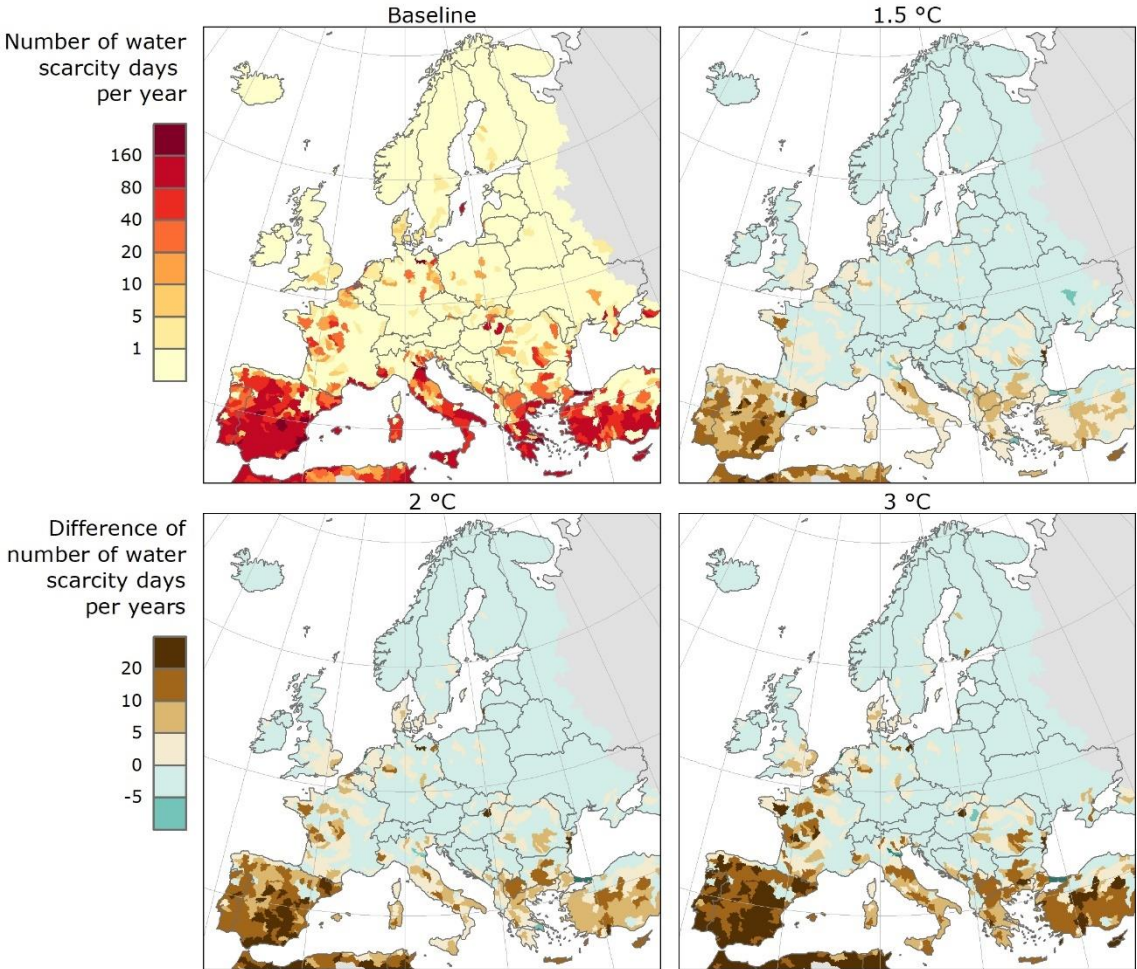 Baseline
1.5 °C
Number of water
scarcity days
per year
160
80
40
20
10
5
1
2 °C
3 °C
Difference of
number of water
scarcity days
per years
20
10
5
0
-5